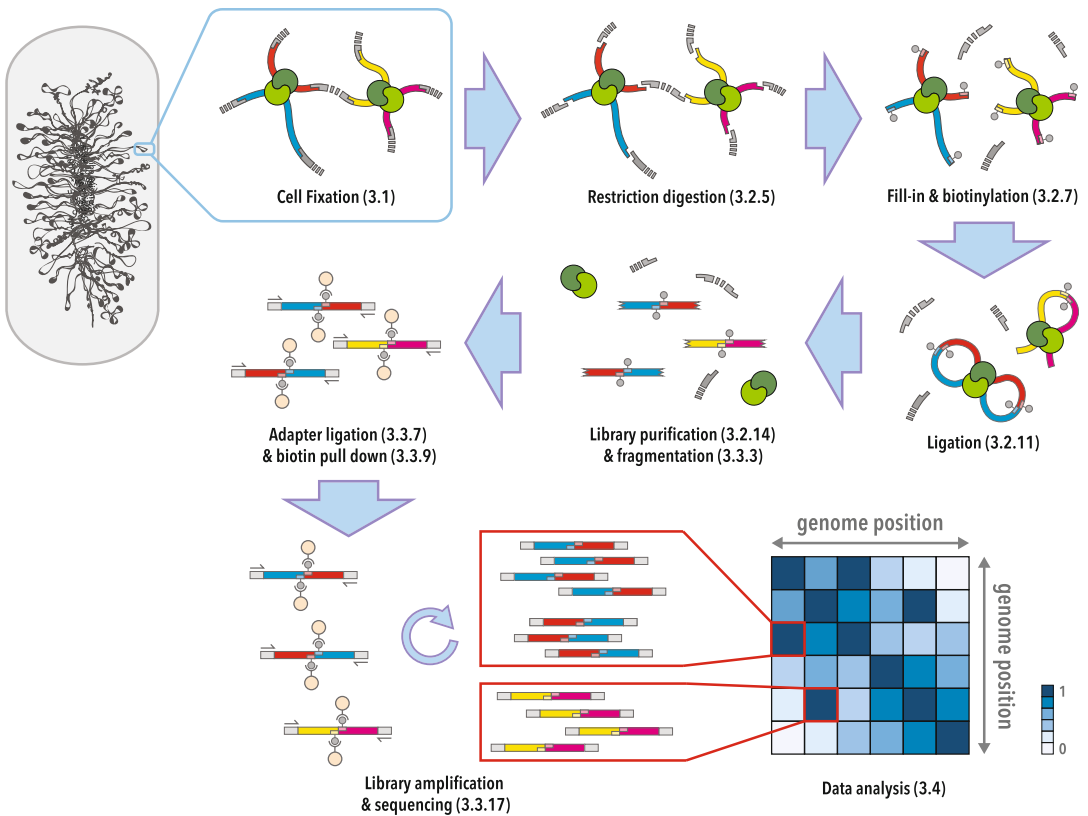 Cell Fixation (3.1)
Restriction digestion (3.2.5)
Fill-in & biotinylation (3.2.7)
Adapter ligation (3.3.7)
& biotin pull down (3.3.9)
Library purification (3.2.14)
& fragmentation (3.3.3)
Ligation (3.2.11)
genome position
genome position
1
0
Library amplification
& sequencing (3.3.17)
Data analysis (3.4)